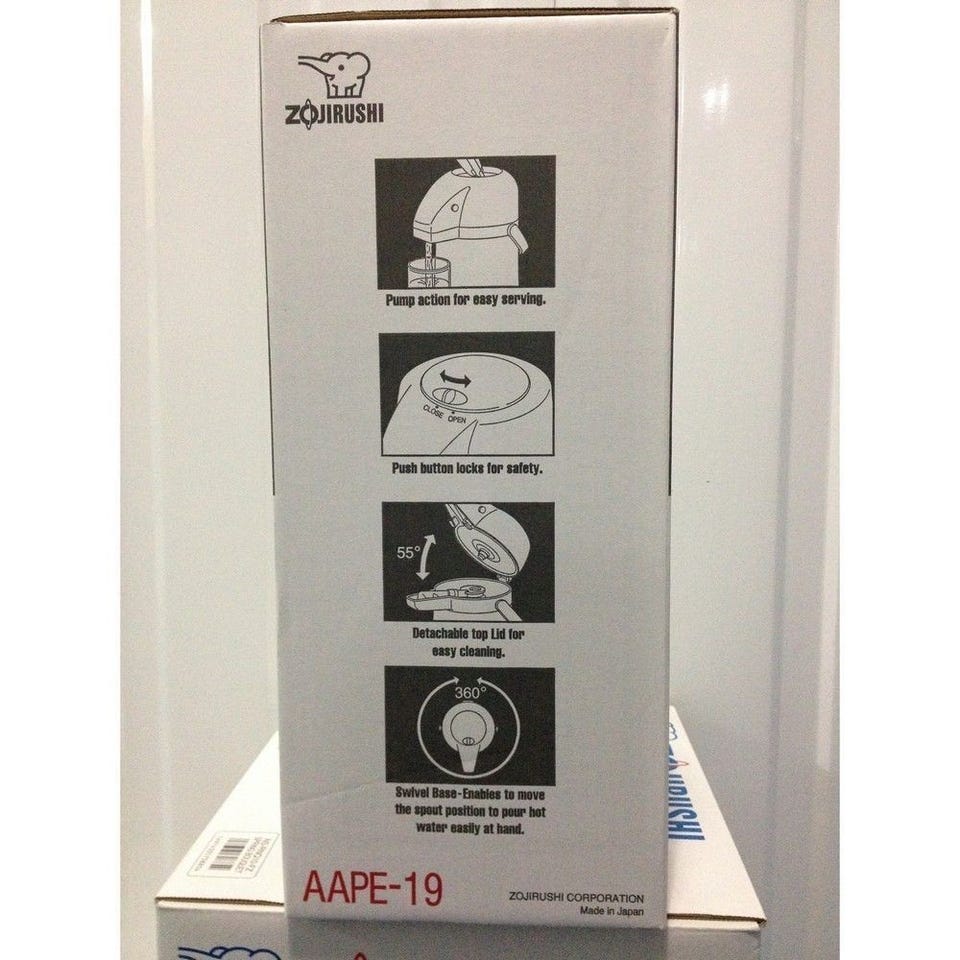 ZOJIRUSHI
Pump action for easy serving.
CLOSE OPEN
Push button locks for safety.
55°
Detachable top Lid for
easy cleaning.
360°
Swivel Base-Enables to move
the spout position to pour hot
water easily at hand.
AAPE-19
ZOJIRUSHI CORPORATION
Made in Japan